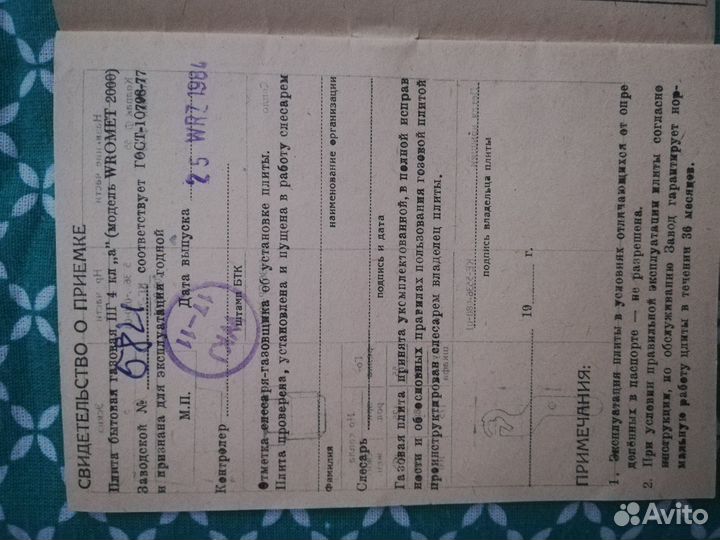 СВИДЕТЕЛЬСТВО О ПРИЕМКЕ
Плита бытовая газовая ПГ 4 кл „а" (модель WROMET 2000)
Заводской № 6821 соответствует ГОСТ-10798-77
и признана для эксплуатации годной
М.П. Дата выпуска 25 WRZ 1984
Контролер
штамп БТК
Отметка слесаря-газовщика об установке плиты.
Плита проверена, установлена и пущена в работу слесарем
фамилия наименование организации
Слесарь
подпись и дата
Газовая плита принята укомплектованной, в полной исправ
ности и об основных правилах пользования газовой плитой
проинструктирован слесарем владелец плиты.
подпись владельца плиты
19 г.
ПРИМЕЧАНИЯ:
1. Эксплуатация плиты в условиях отличающихся от опре
делённых в паспорте — не разрешена.
2. При условии правильной эксплуатации плиты согласно
инструкции, по обслуживанию Завод гарантирует нор-
мальную работу плиты в течении 36 месяцев.
Avito